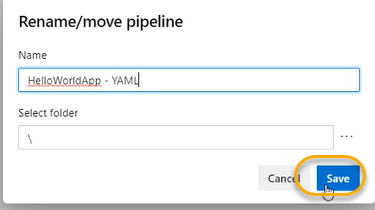 Rename/move pipeline
Name
HelloWorldApp - YAML
Select folder
\
...
Cancel Save